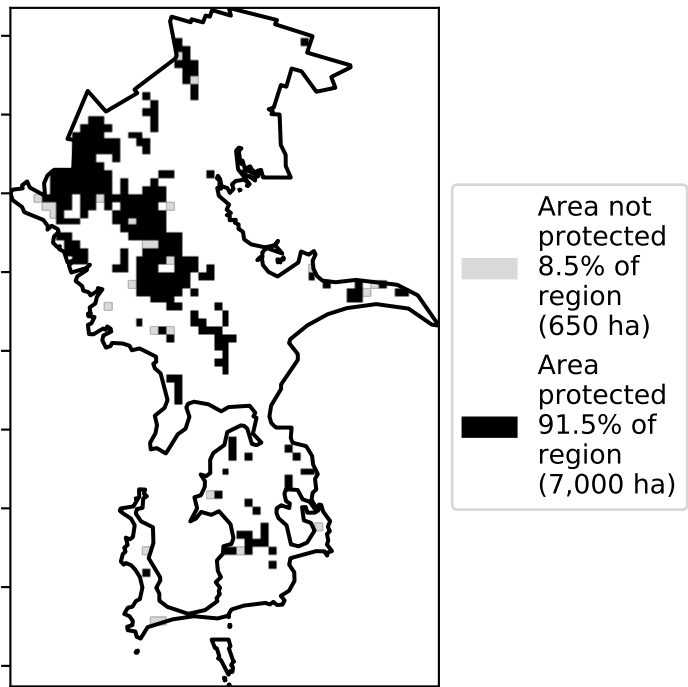 Area not
protected
8.5% of
region
(650 ha)
Area
protected
91.5% of
region
(7,000 ha)